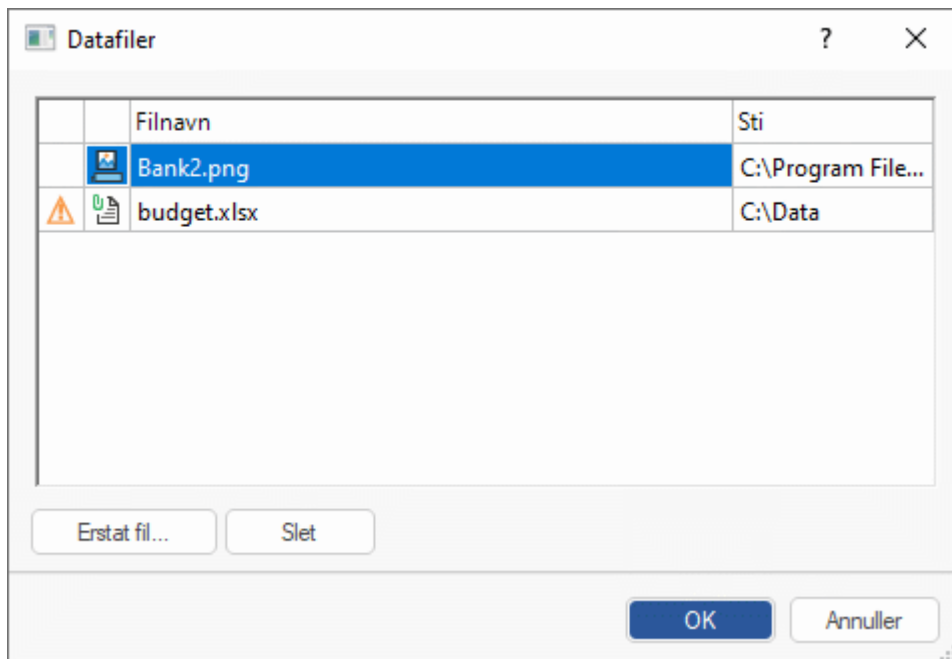 Datafiler ?
Filnavn Sti
Bank2.png C:\Program File...
budget.xlsx C:\Data
Erstat fil... Slet
OK Annuller